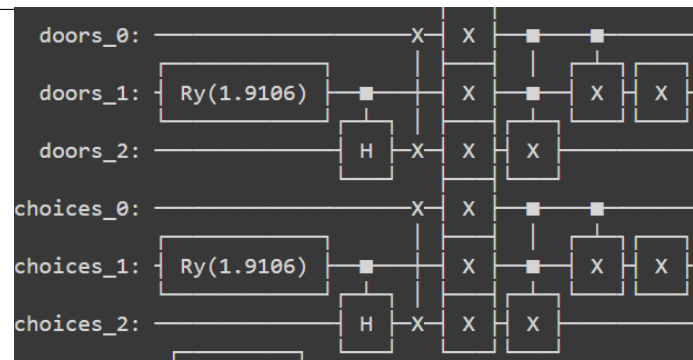 doors_0: X X
doors_1: Ry(1.9106) X X X
doors_2: H X X X
choices_0: X X
choices_1: Ry(1.9106) X X X
choices_2: H X X X